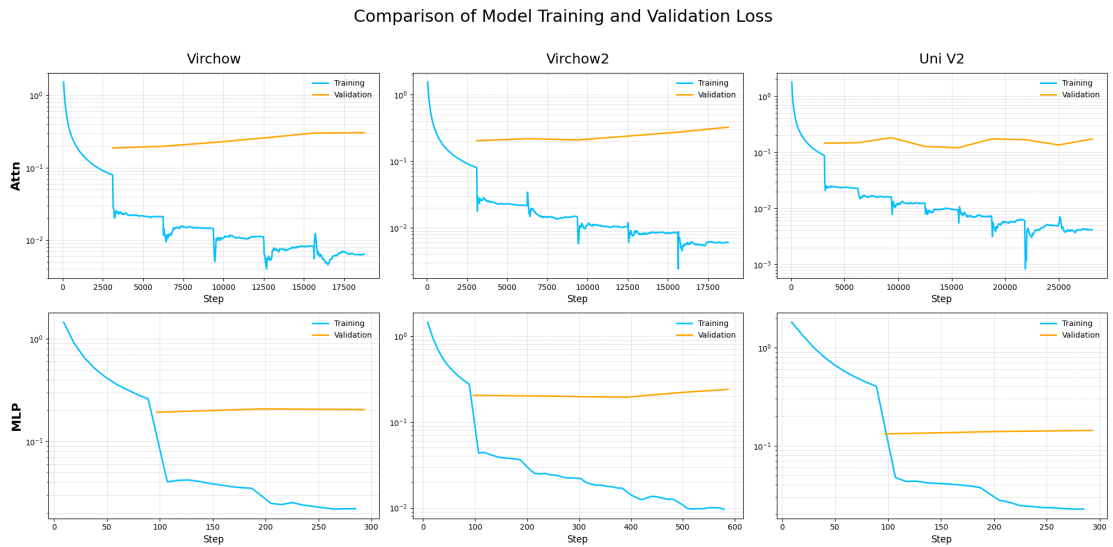 Comparison of Model Training and Validation Loss
Virchow
Virchow2
Uni V2
Attn
10⁰
10⁻¹
10⁻²
Training
Validation
0 2500 5000 7500 10000 12500 15000 17500
Step
10⁰
10⁻¹
10⁻²
Training
Validation
0 2500 5000 7500 10000 12500 15000 17500
Step
10⁰
10⁻¹
10⁻²
10⁻³
Training
Validation
0 5000 10000 15000 20000 25000
Step
MLP
10⁰
10⁻¹
Training
Validation
0 50 100 150 200 250 300
Step
10⁰
10⁻¹
10⁻²
Training
Validation
0 100 200 300 400 500 600
Step
10⁰
10⁻¹
Training
Validation
0 50 100 150 200 250 300
Step